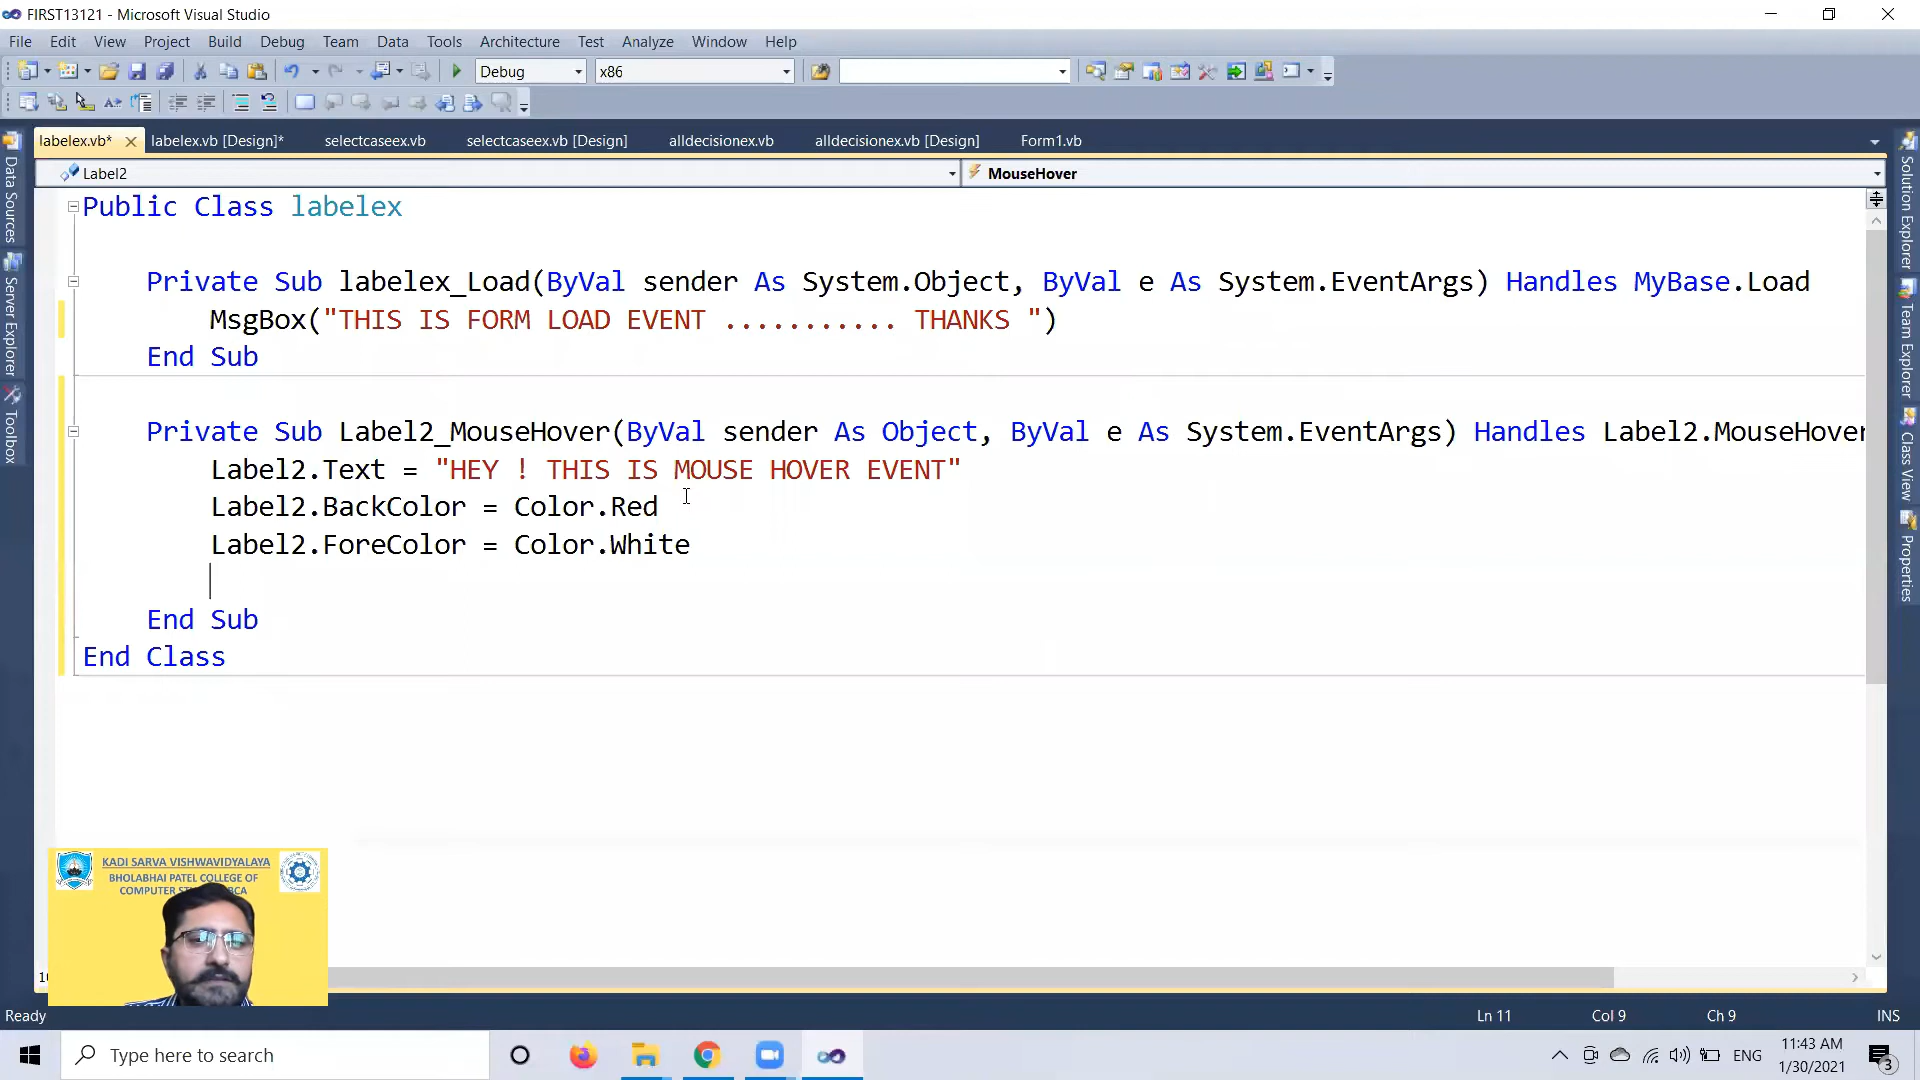 FIRST13121 - Microsoft Visual Studio
File Edit View Project Build Debug Team Data Tools Architecture Test Analyze Window Help
Debug x86
labelex.vb* labelex.vb [Design]* selectcaseex.vb selectcaseex.vb [Design] alldecisionex.vb alldecisionex.vb [Design] Form1.vb
Label2 MouseHover
Data Sources
Server Explorer
Toolbox
Public Class labelex
Private Sub labelex_Load(ByVal sender As System.Object, ByVal e As System.EventArgs) Handles MyBase.Load
MsgBox("THIS IS FORM LOAD EVENT ........... THANKS ")
End Sub
Private Sub Label2_MouseHover(ByVal sender As Object, ByVal e As System.EventArgs) Handles Label2.MouseHover
Label2.Text = "HEY ! THIS IS MOUSE HOVER EVENT"
Label2.BackColor = Color.Red
Label2.ForeColor = Color.White
End Sub
End Class
Solution Explorer
Team Explorer
Class View
Properties
KADI SARVA VISHWAVIDYALAYA
BHOLABHAI PATEL COLLEGE OF
COMPUTER
Ready Ln 11 Col 9 Ch 9 INS
Type here to search
ENG
11:43 AM
1/30/2021
3